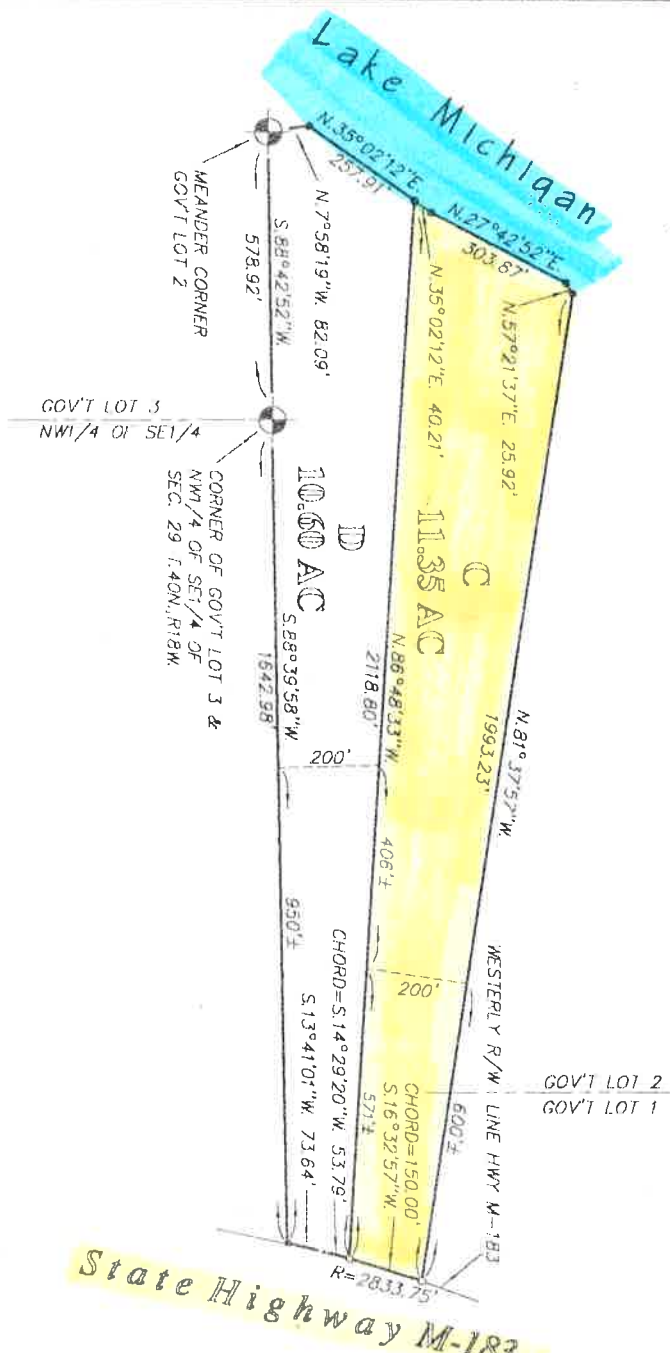 Lake Michigan
N.35°02'12"E.
257.91'
N.27°42'52"E.
303.87'
MEANDER CORNER
GOV'T LOT 2
S.88°42'52"W.
578.92'
N.7°58'19"W. 82.09'
N.35°02'12"E. 40.21'
N.57°21'37"E. 25.92'
GOV'T LOT 3
NW1/4 OF SE1/4
CORNER OF GOV'T LOT 3 &
NW1/4 OF SE1/4 OF
SEC. 29 T.40N.,R18W.
D
10.60 AC
C
11.35 AC
S.88°39'58"W.
1642.98'
N.86°48'33"W.
2118.80'
N.81°37'57"W.
1993.23'
200'
406'±
950'±
200'
WESTERLY R/W LINE HWY M-183
GOV'T LOT 2
GOV'T LOT 1
600'±
571'±
CHORD=150.00'
S.16°32'57"W.
CHORD=S.14°29'20"W. 53.79'
S.13°41'01"W. 73.64'
R=2833.75'
State Highway M-183